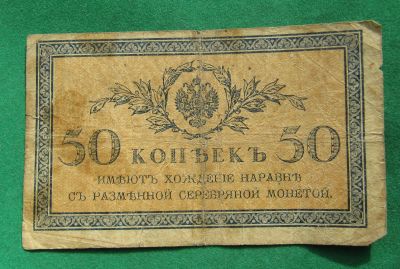 50 КОПѢЕКЪ 50
ИМѢЮТЪ ХОЖДЕНІЕ НАРАВНѢ
СЪ РАЗМѢННОЙ СЕРЕБРЯНОЙ МОНЕТОЙ.